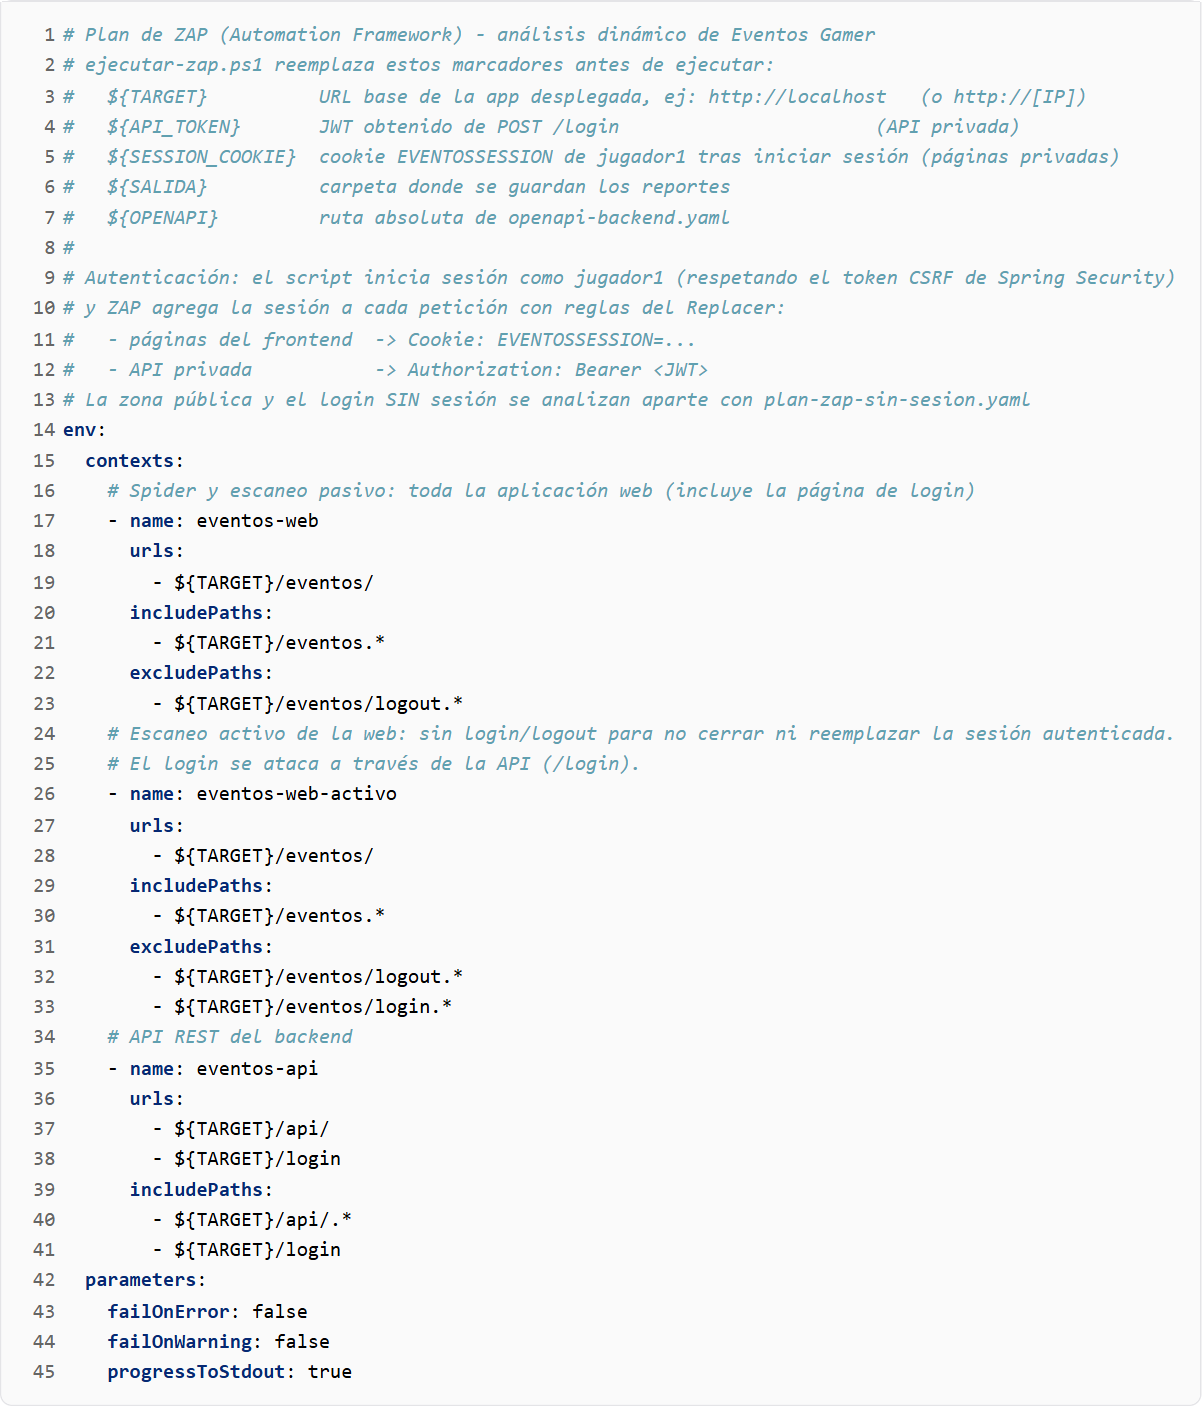 1 # Plan de ZAP (Automation Framework) - análisis dinámico de Eventos Gamer
2 # ejecutar-zap.ps1 reemplaza estos marcadores antes de ejecutar:
3 #   ${TARGET}          URL base de la app desplegada, ej: http://localhost   (o http://[IP])
4 #   ${API_TOKEN}       JWT obtenido de POST /login                       (API privada)
5 #   ${SESSION_COOKIE}  cookie EVENTOSSESSION de jugador1 tras iniciar sesión (páginas privadas)
6 #   ${SALIDA}          carpeta donde se guardan los reportes
7 #   ${OPENAPI}         ruta absoluta de openapi-backend.yaml
8 #
9 # Autenticación: el script inicia sesión como jugador1 (respetando el token CSRF de Spring Security)
10 # y ZAP agrega la sesión a cada petición con reglas del Replacer:
11 #   - páginas del frontend  -> Cookie: EVENTOSSESSION=...
12 #   - API privada           -> Authorization: Bearer <JWT>
13 # La zona pública y el login SIN sesión se analizan aparte con plan-zap-sin-sesion.yaml
14 env:
15   contexts:
16     # Spider y escaneo pasivo: toda la aplicación web (incluye la página de login)
17     - name: eventos-web
18       urls:
19         - ${TARGET}/eventos/
20       includePaths:
21         - ${TARGET}/eventos.*
22       excludePaths:
23         - ${TARGET}/eventos/logout.*
24     # Escaneo activo de la web: sin login/logout para no cerrar ni reemplazar la sesión autenticada.
25     # El login se ataca a través de la API (/login).
26     - name: eventos-web-activo
27       urls:
28         - ${TARGET}/eventos/
29       includePaths:
30         - ${TARGET}/eventos.*
31       excludePaths:
32         - ${TARGET}/eventos/logout.*
33         - ${TARGET}/eventos/login.*
34     # API REST del backend
35     - name: eventos-api
36       urls:
37         - ${TARGET}/api/
38         - ${TARGET}/login
39       includePaths:
40         - ${TARGET}/api/.*
41         - ${TARGET}/login
42   parameters:
43     failOnError: false
44     failOnWarning: false
45     progressToStdout: true